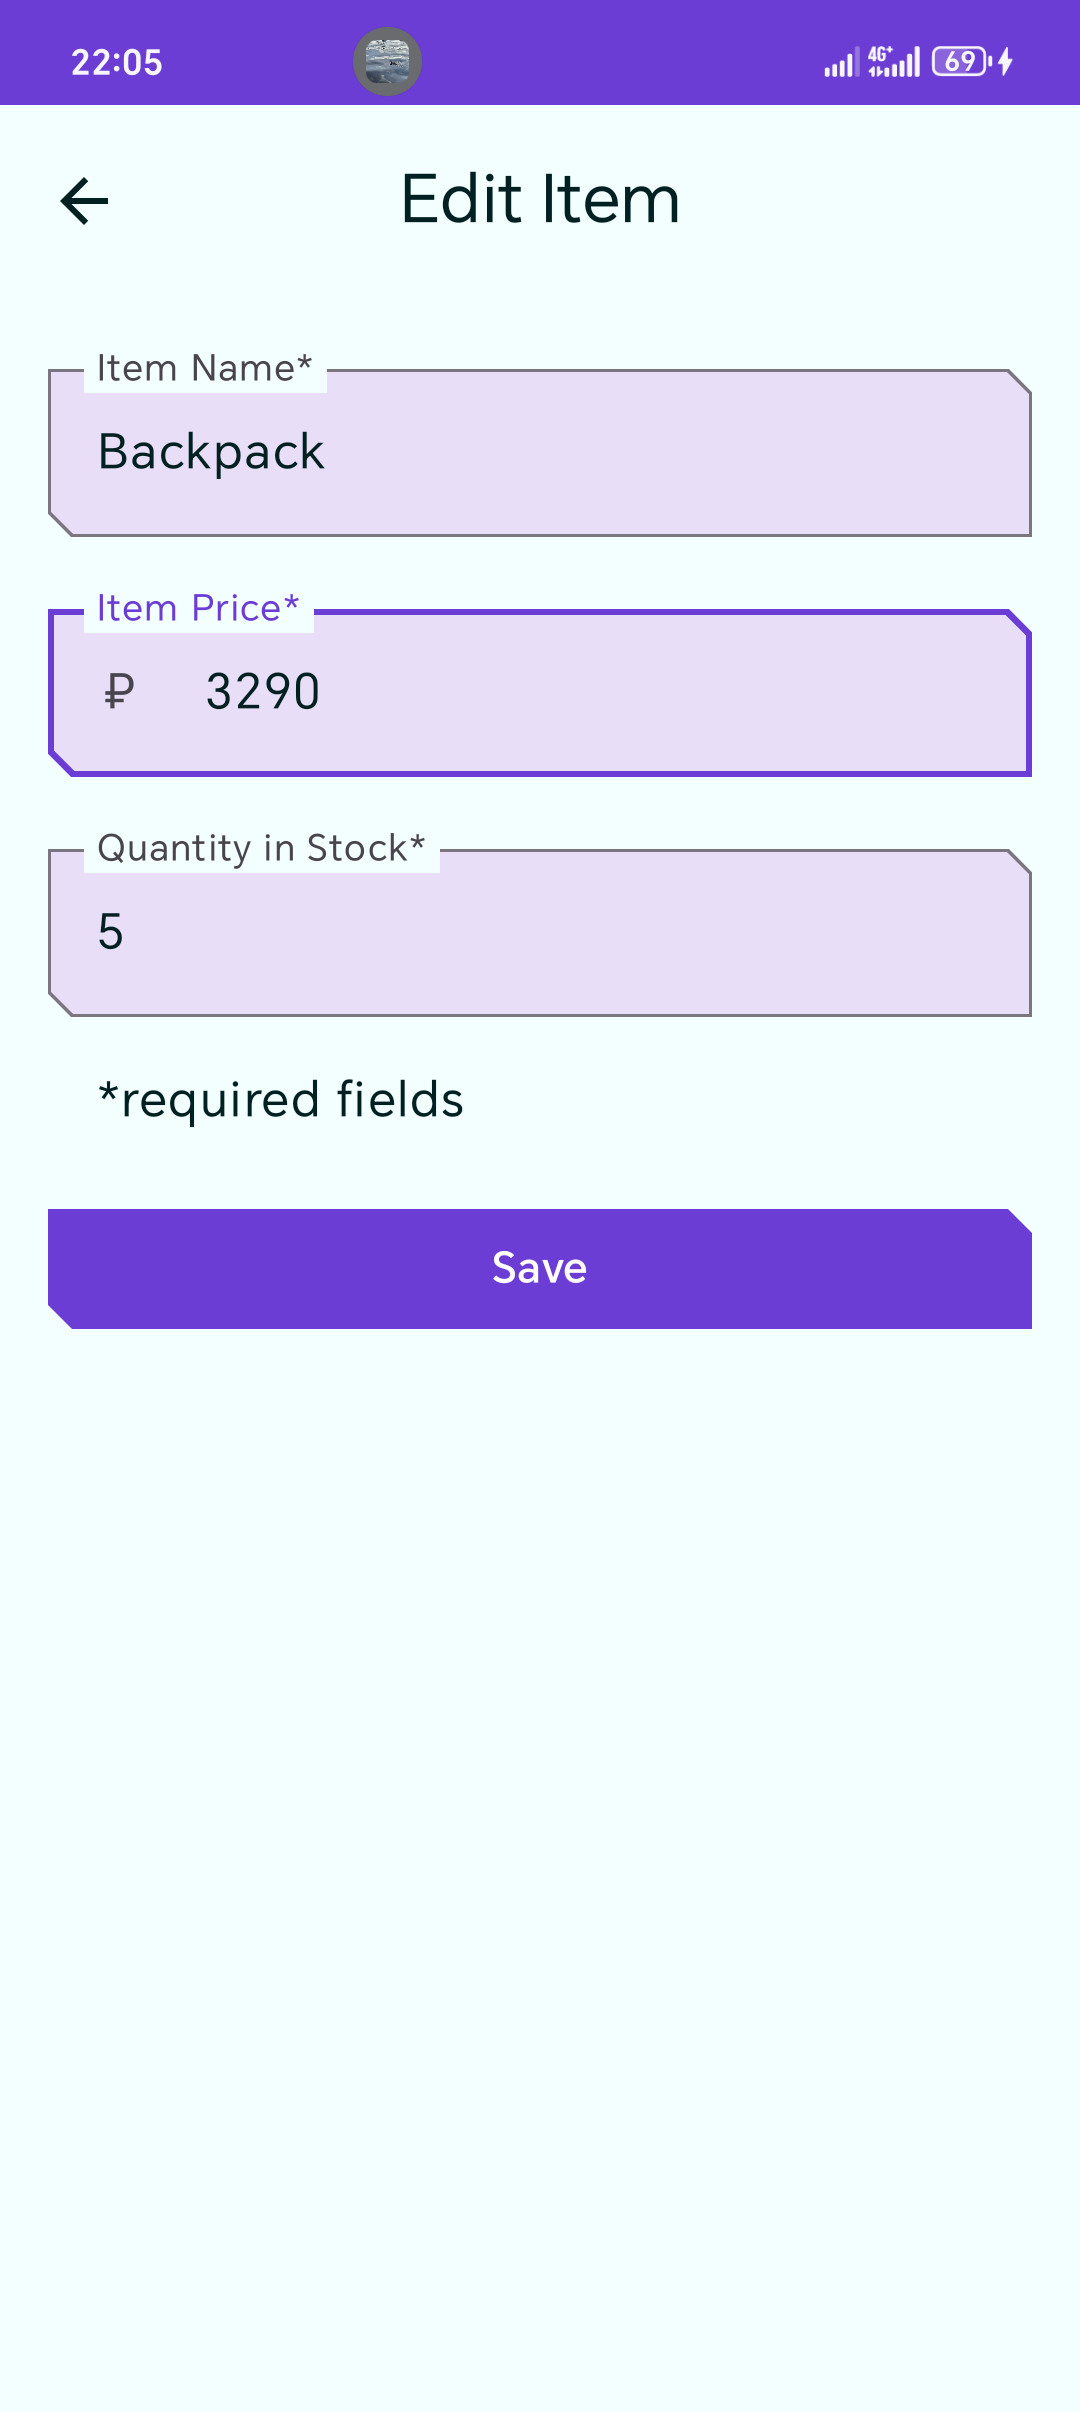 22:05
4G+
69
Edit Item
Item Name*
Backpack
Item Price*
₽ 3290
Quantity in Stock*
5
*required fields
Save